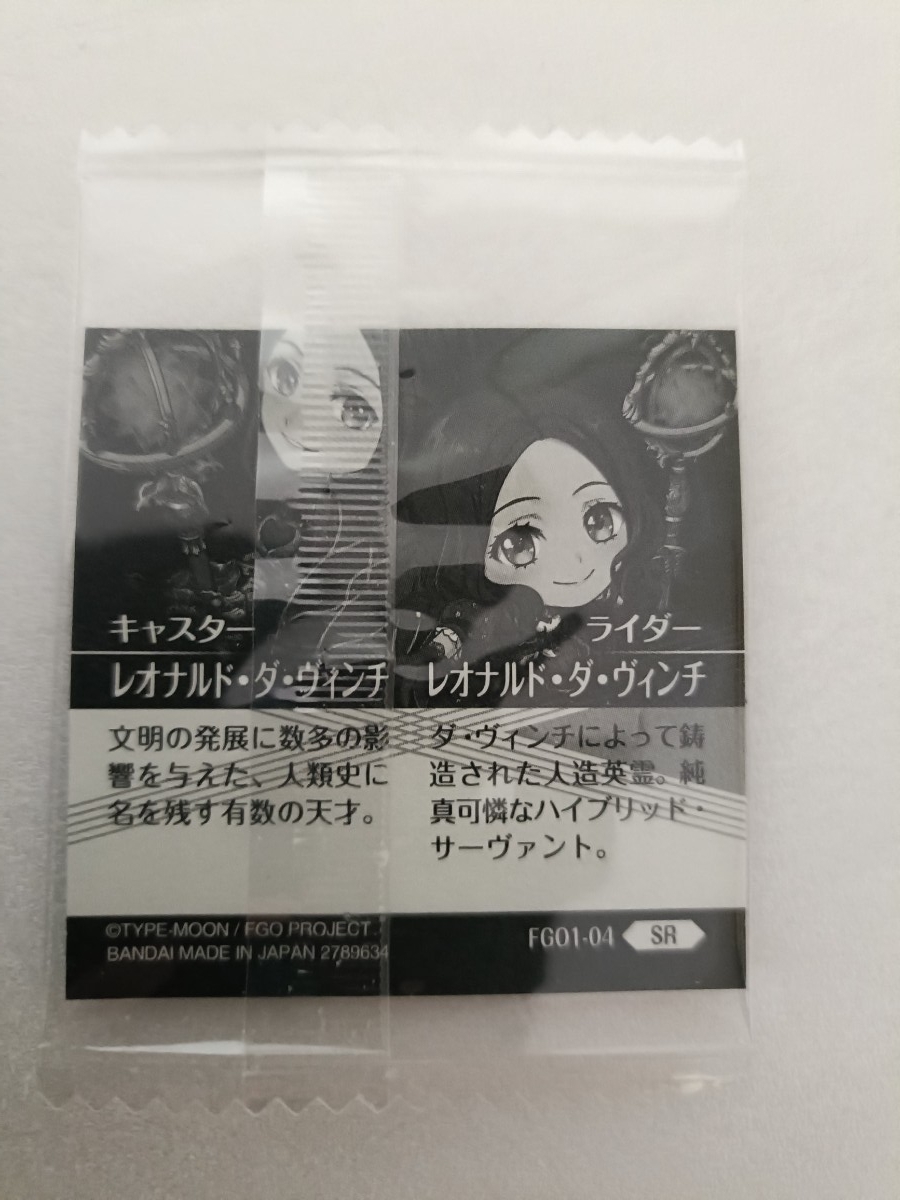 キャスター
レオナルド・ダ・ヴィンチ
文明の発展に数多の影
響を与えた、人類史に
名を残す有数の天才。
ライダー
レオナルド・ダ・ヴィンチ
ダ・ヴィンチによって鋳
造された人造英霊。純
真可憐なハイブリッド・
サーヴァント。
©TYPE-MOON / FGO PROJECT
BANDAI MADE IN JAPAN 2789634
FGO1-04 SR